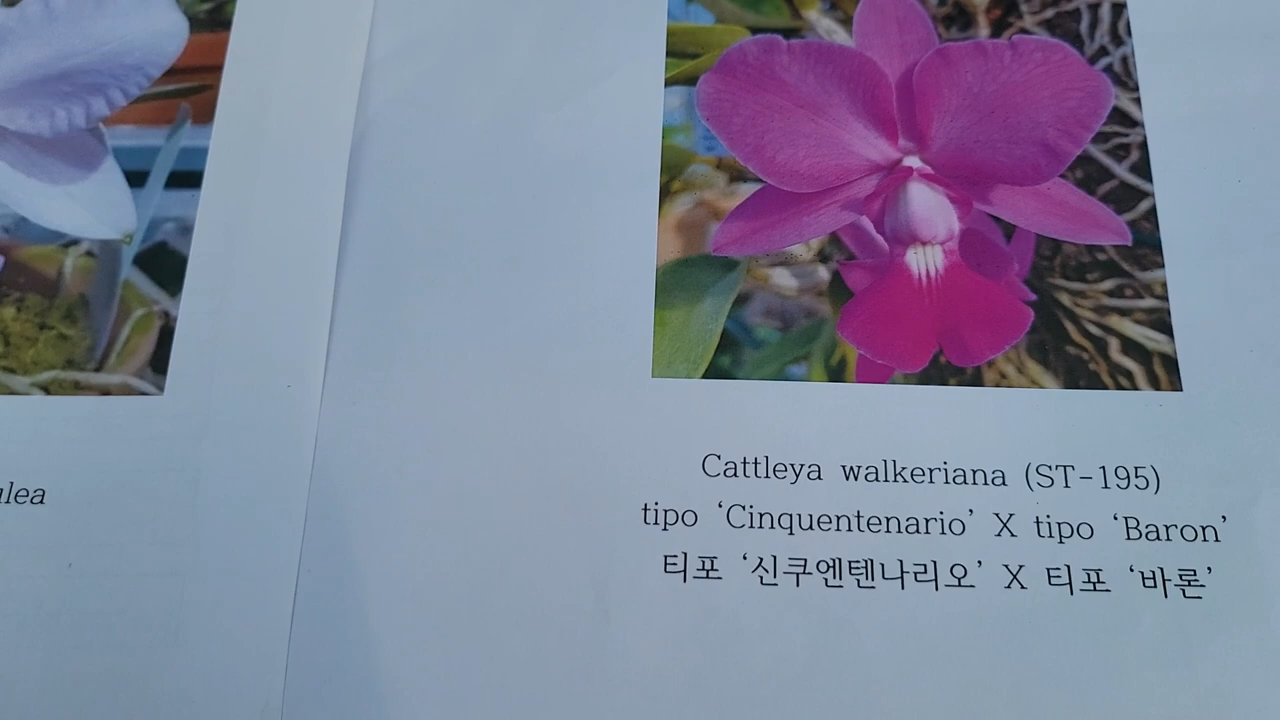 Cattleya walkeriana (ST-195)
tipo ‘Cinquentenario’ X tipo ‘Baron’
티포 ‘신쿠엔텐나리오’ X 티포 ‘바론’